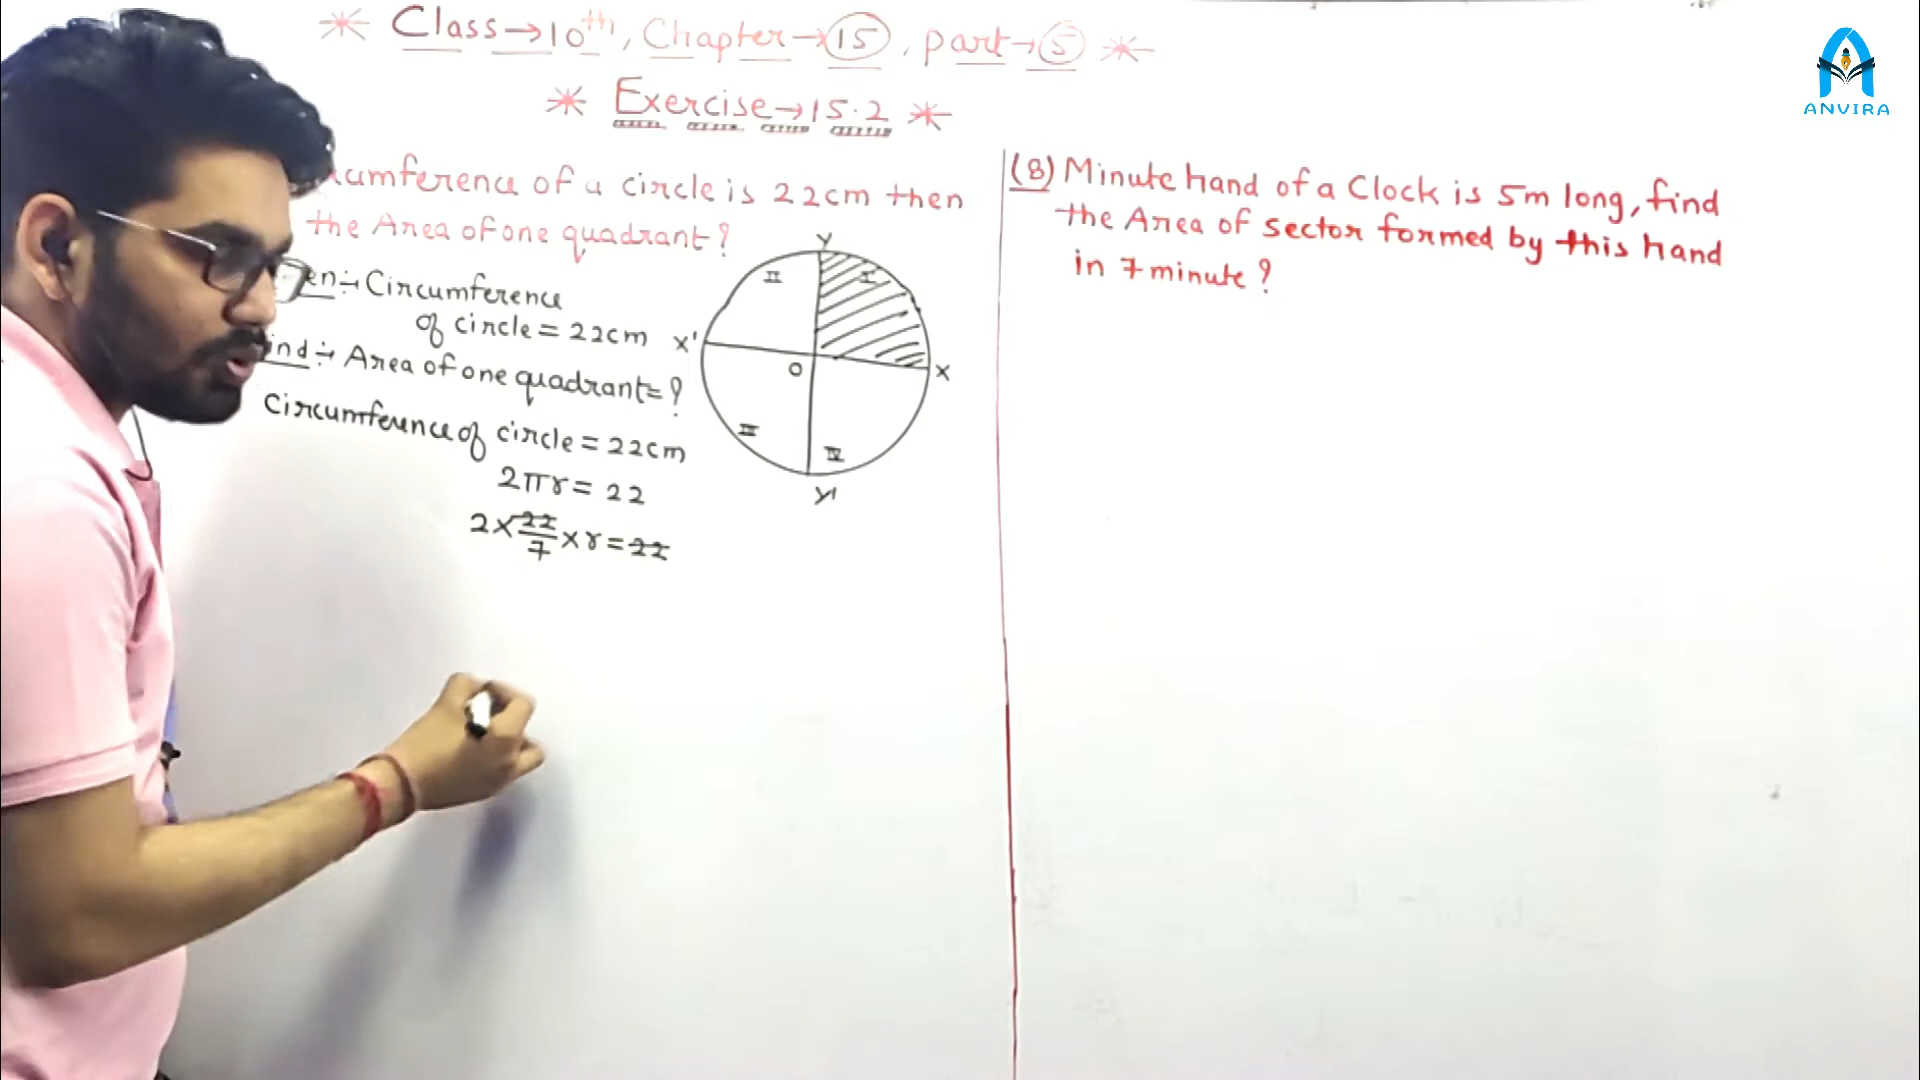 Class→10th, Chapter→15, part→5
Exercise→15.2
cumference of a circle is 22cm then
the Area of one quadrant?
en:- Circumference
of circle = 22cm
ind:- Area of one quadrant=?
Circumference of circle = 22cm
2πr = 22
2×22/7×r=22
Y
II
I
X'
O
X
III
IV
Y'
(8) Minute hand of a Clock is 5m long, find
the Area of sector formed by this hand
in 7 minute?
ANVIRA